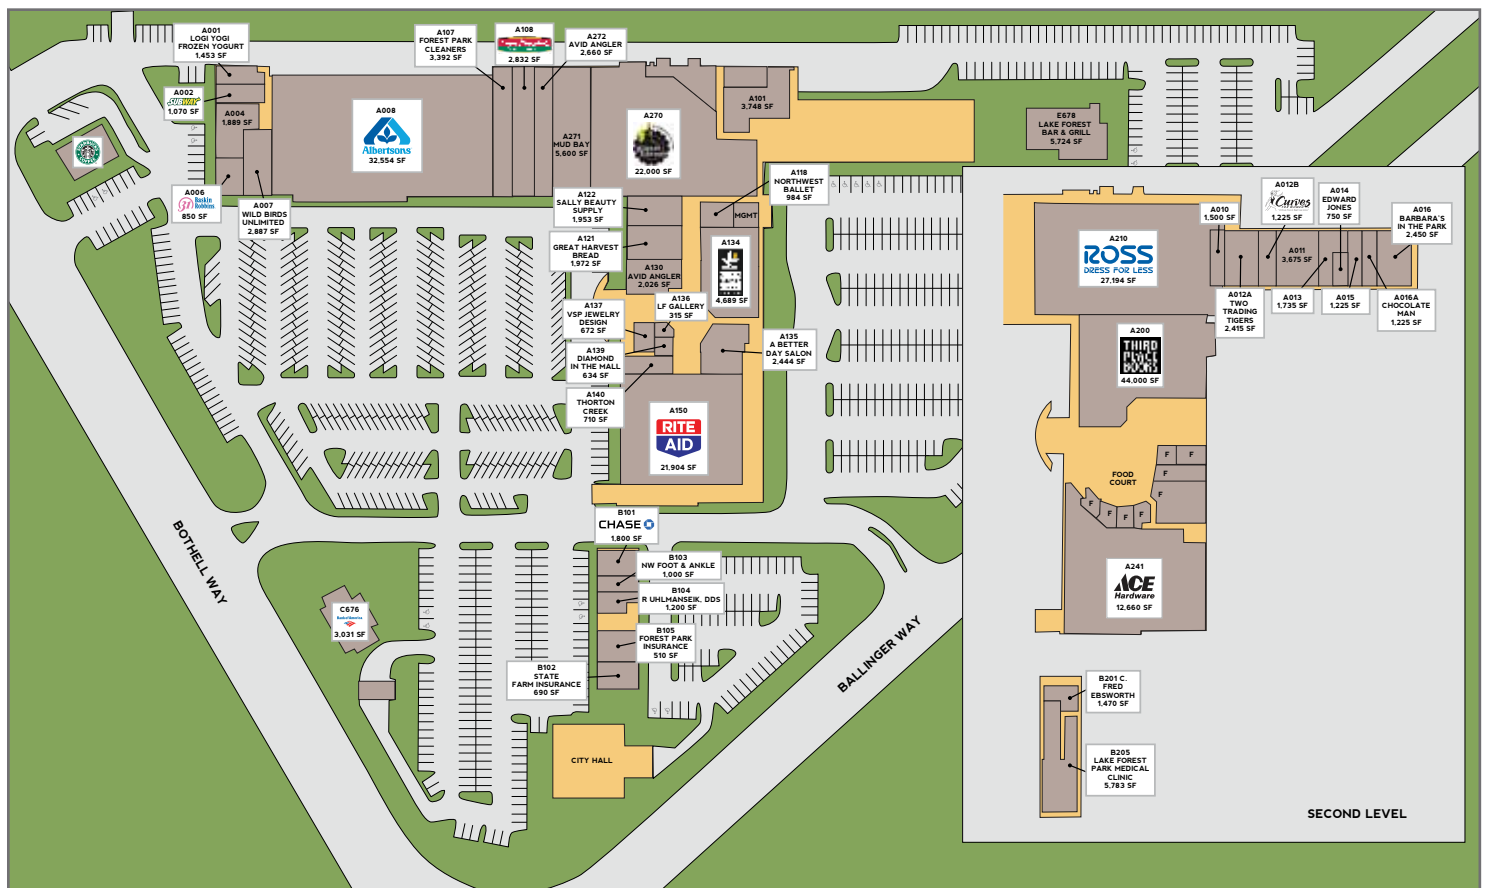 A001
LOGI YOGI
FROZEN YOGURT
1,453 SF
A107
FOREST PARK
CLEANERS
3,392 SF
A108
2,832 SF
A272
AVID ANGLER
2,660 SF
A002
SUBWAY
1,070 SF
A004
1,889 SF
A008
Albertsons
32,554 SF
A271
MUD BAY
5,600 SF
A270
22,000 SF
A101
3,748 SF
E678
LAKE FOREST
BAR & GRILL
5,724 SF
A006
31
Baskin
Robbins
850 SF
A007
WILD BIRDS
UNLIMITED
2,887 SF
A122
SALLY BEAUTY
SUPPLY
1,953 SF
A118
NORTHWEST
BALLET
984 SF
MGMT
A121
GREAT HARVEST
BREAD
1,972 SF
A134
4,689 SF
A130
AVID ANGLER
2,026 SF
A136
LF GALLERY
315 SF
A137
VSP JEWELRY
DESIGN
672 SF
A135
A BETTER
DAY SALON
2,444 SF
A139
DIAMOND
IN THE MALL
634 SF
A140
THORTON
CREEK
710 SF
A150
RITE
AID
21,904 SF
B101
CHASE
1,800 SF
B103
NW FOOT & ANKLE
1,000 SF
B104
R UHLMANSEIK, DDS
1,200 SF
B105
FOREST PARK
INSURANCE
510 SF
B102
STATE
FARM INSURANCE
690 SF
C676
Bank of America
3,031 SF
CITY HALL
BOTHELL WAY
BALLINGER WAY
A210
ROSS
DRESS FOR LESS
27,194 SF
A010
1,500 SF
A012B
Curves
1,225 SF
A014
EDWARD
JONES
750 SF
A016
BARBARA'S
IN THE PARK
2,450 SF
A011
3,675 SF
A012A
TWO
TRADING
TIGERS
2,415 SF
A013
1,735 SF
A015
1,225 SF
A016A
CHOCOLATE
MAN
1,225 SF
A200
THIRD
PLACE
BOOKS
44,000 SF
FOOD
COURT
F
F
F
F
F
F
F
F
A241
ACE
Hardware
12,660 SF
B201 C.
FRED
EBSWORTH
1,470 SF
B205
LAKE FOREST
PARK MEDICAL
CLINIC
5,783 SF
SECOND LEVEL